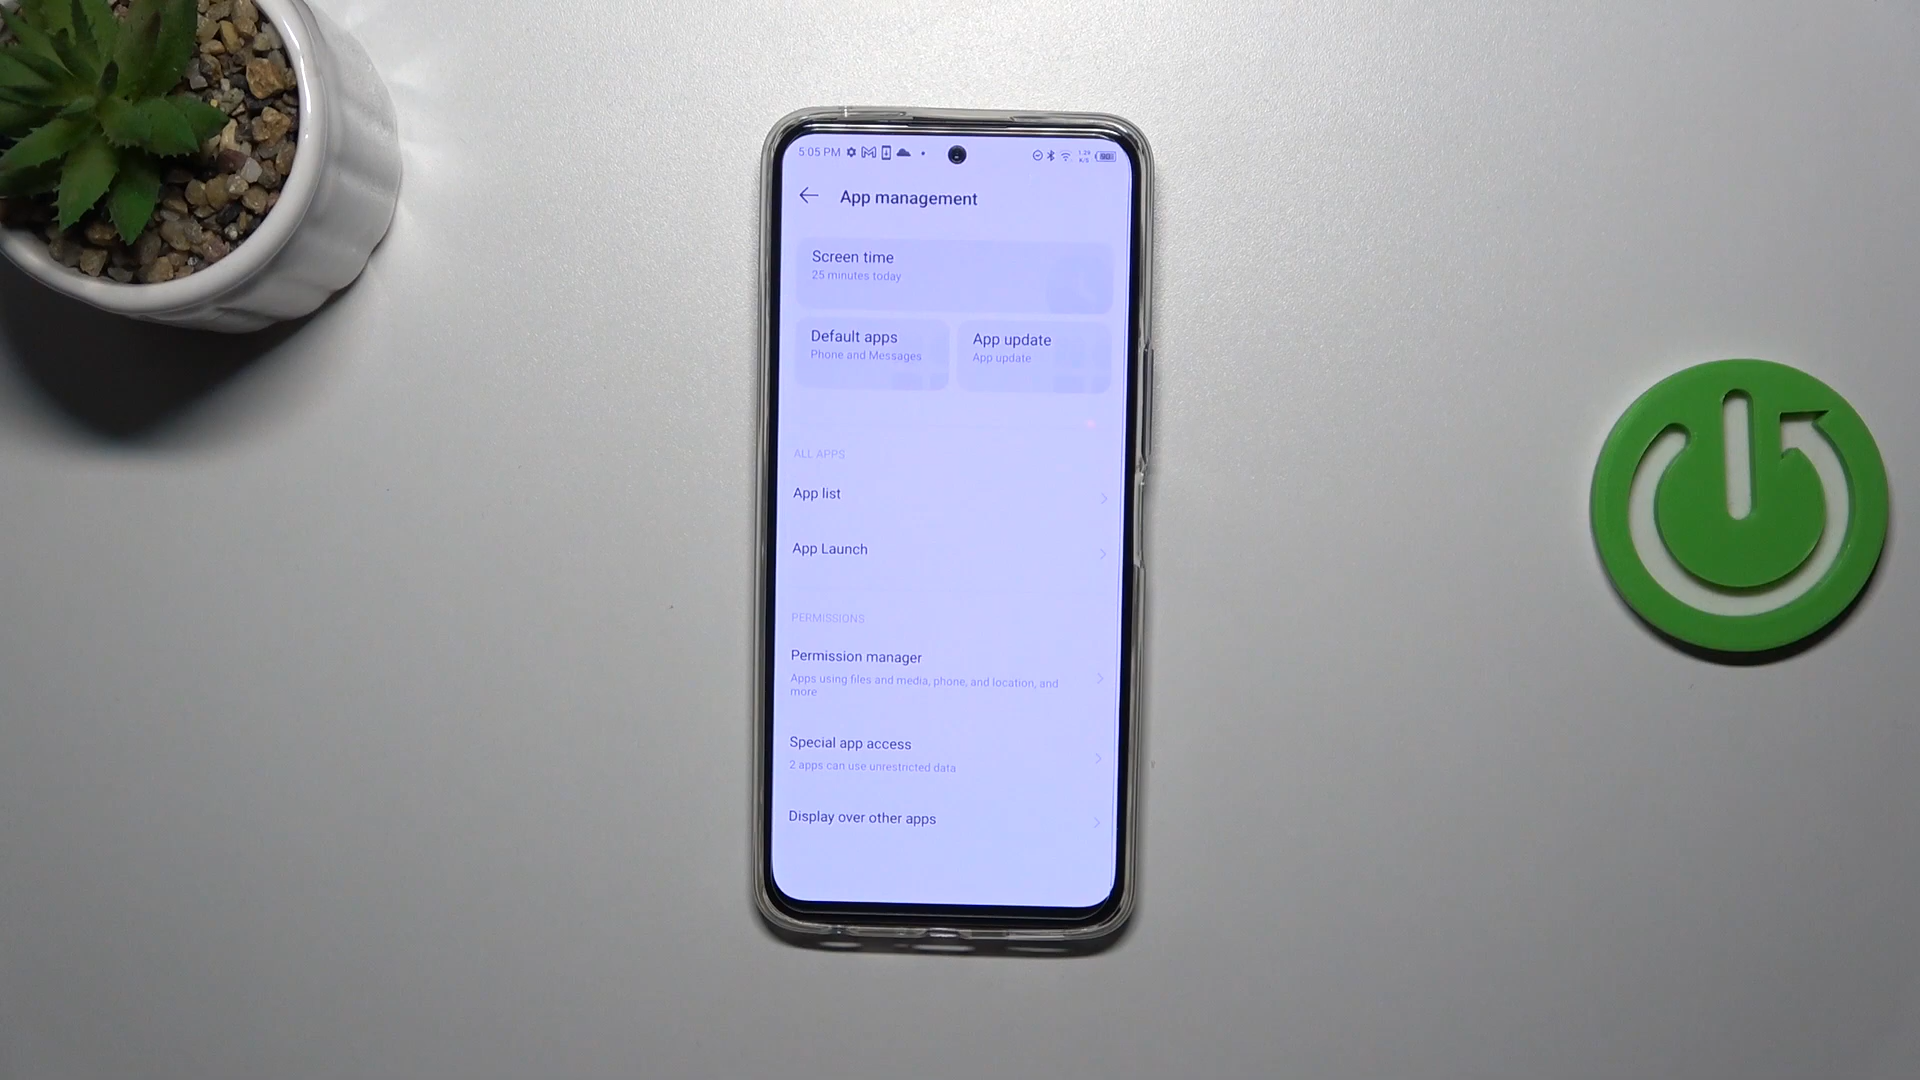 5:05 PM
1.29
K/S
App management
Screen time
25 minutes today
Default apps
Phone and Messages
App update
App update
ALL APPS
App list
App Launch
PERMISSIONS
Permission manager
Apps using files and media, phone, and location, and
more
Special app access
2 apps can use unrestricted data
Display over other apps